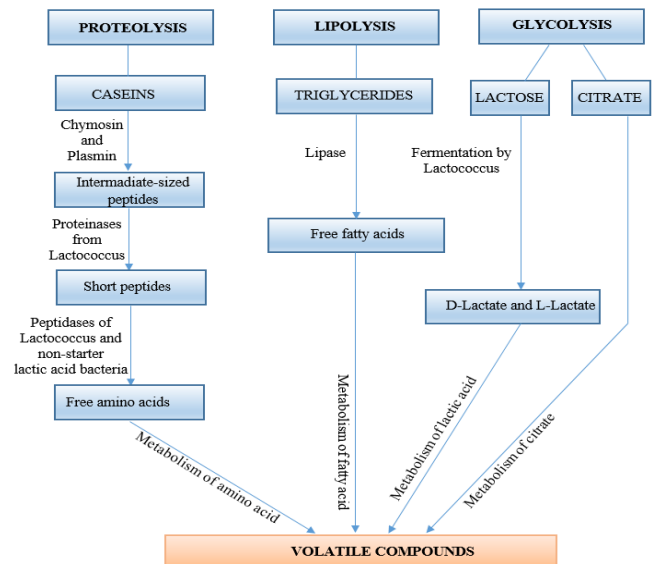 PROTEOLYSIS
LIPOLYSIS
GLYCOLYSIS
CASEINS
TRIGLYCERIDES
LACTOSE
CITRATE
Chymosin
and
Plasmin
Lipase
Fermentation by
Lactococcus
Intermadiate-sized
peptides
Proteinases
from
Lactococcus
Free fatty acids
Short peptides
D-Lactate and L-Lactate
Peptidases of
Lactococcus and
non-starter
lactic acid bacteria
Free amino acids
Metabolism of amino acid
Metabolism of fatty acid
Metabolism of lactic acid
Metabolism of citrate
VOLATILE COMPOUNDS